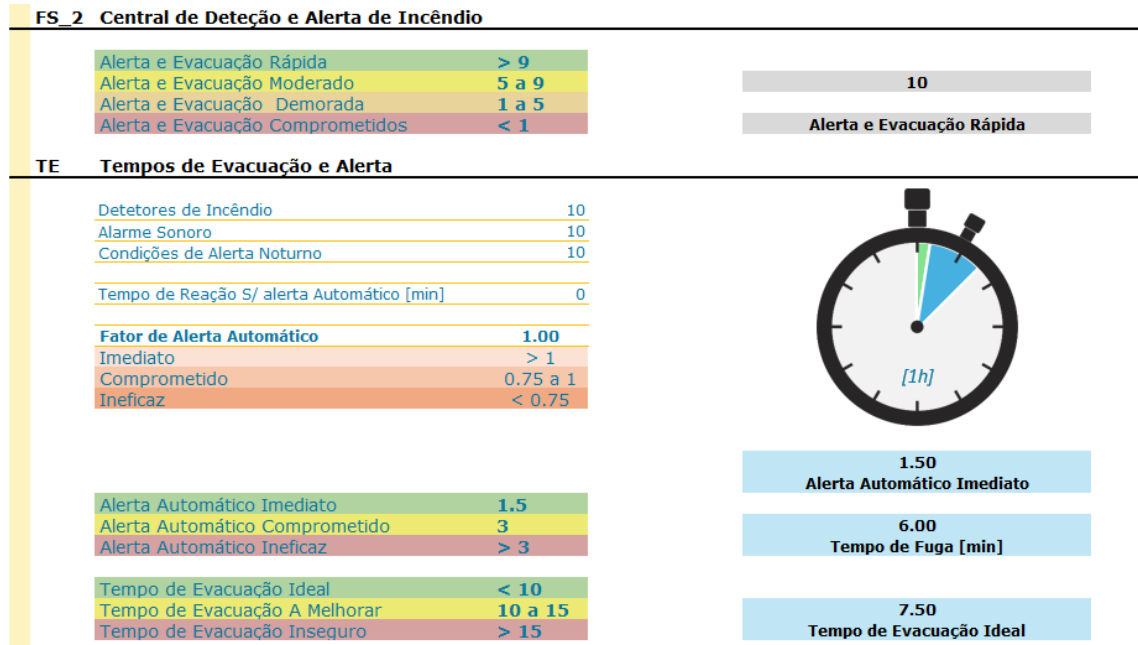 FS_2 Central de Deteção e Alerta de Incêndio
Alerta e Evacuação Rápida > 9
Alerta e Evacuação Moderado 5 a 9 10
Alerta e Evacuação Demorada 1 a 5
Alerta e Evacuação Comprometidos < 1 Alerta e Evacuação Rápida
TE Tempos de Evacuação e Alerta
Detetores de Incêndio 10
Alarme Sonoro 10
Condições de Alerta Noturno 10
Tempo de Reação S/ alerta Automático [min] 0
Fator de Alerta Automático 1.00
Imediato > 1
Comprometido 0.75 a 1
Ineficaz < 0.75
[1h]
1.50
Alerta Automático Imediato
Alerta Automático Imediato 1.5
Alerta Automático Comprometido 3 6.00
Alerta Automático Ineficaz > 3 Tempo de Fuga [min]
Tempo de Evacuação Ideal < 10
Tempo de Evacuação A Melhorar 10 a 15 7.50
Tempo de Evacuação Inseguro > 15 Tempo de Evacuação Ideal